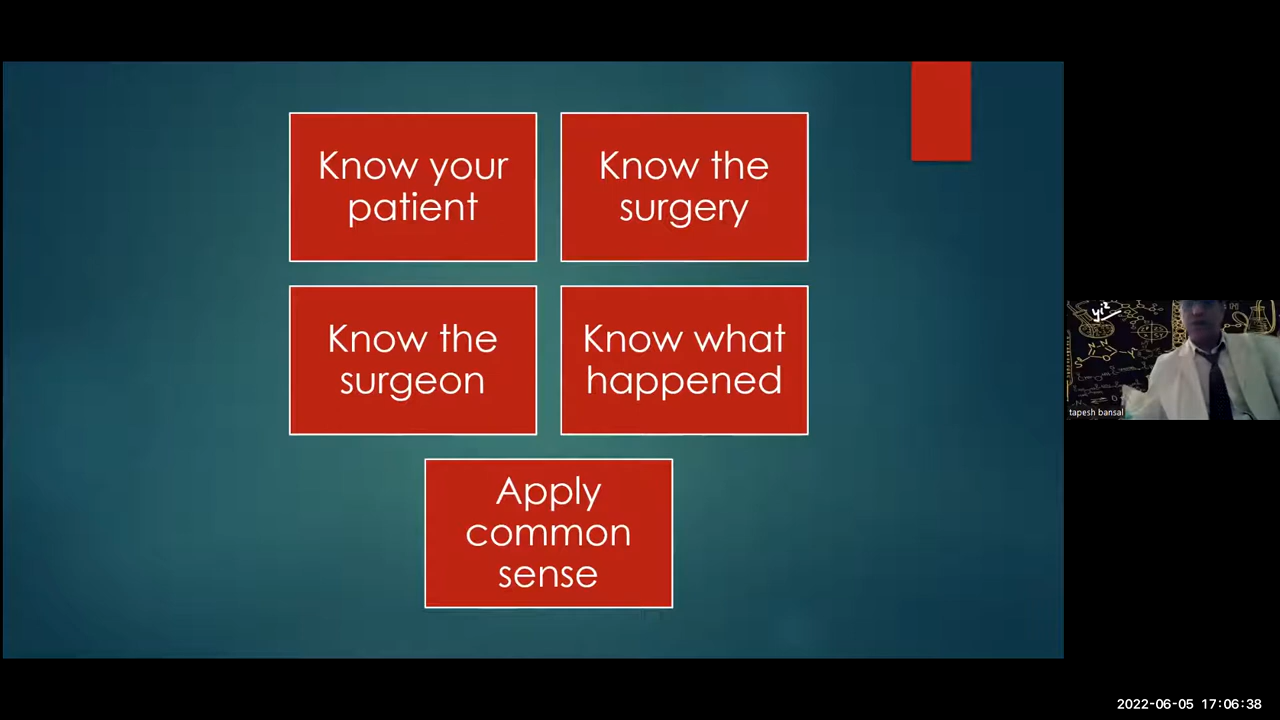 Know your
patient
Know the
surgery
Know the
surgeon
Know what
happened
Apply
common
sense
tapesh bansal
2022-06-05 17:06:38